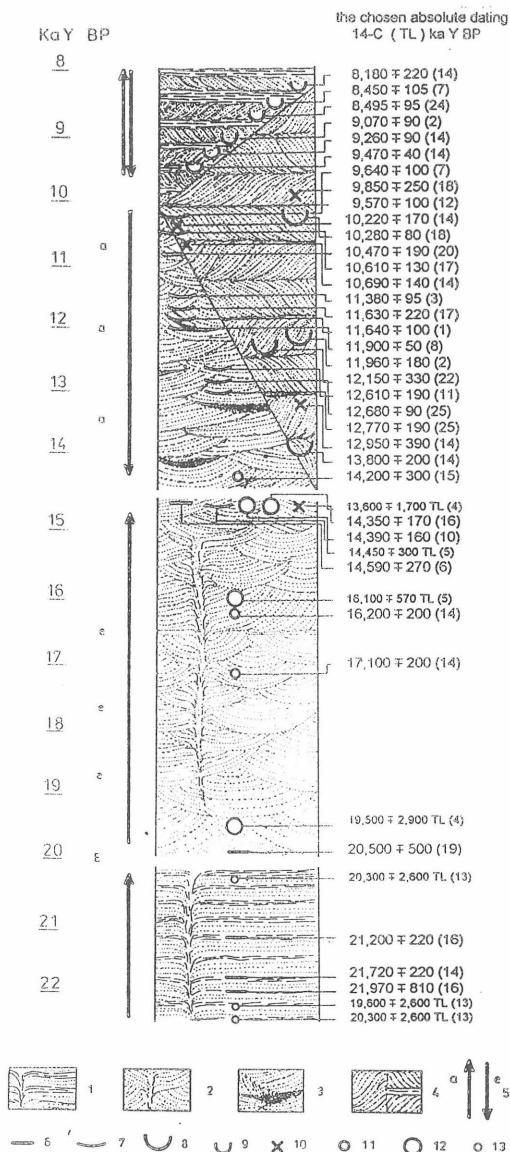 the chosen absolute dating
Ka Y BP 14-C ( TL ) ka Y BP
8
8,180 ∓ 220 (14)
8,450 ∓ 105 (7)
8,495 ∓ 95 (24)
9
9,070 ∓ 90 (2)
9,260 ∓ 90 (14)
9,470 ∓ 40 (14)
9,640 ∓ 100 (7)
10
9,850 ∓ 250 (18)
9,570 ∓ 100 (12)
10,220 ∓ 170 (14)
10,280 ∓ 80 (18)
a
11
10,470 ∓ 190 (20)
10,610 ∓ 130 (17)
10,690 ∓ 140 (14)
11,380 ∓ 95 (3)
12
11,630 ∓ 220 (17)
a
11,640 ∓ 100 (1)
11,900 ∓ 50 (8)
11,960 ∓ 180 (2)
13
12,150 ∓ 330 (22)
12,610 ∓ 190 (11)
12,680 ∓ 90 (25)
a
12,770 ∓ 190 (25)
14
12,950 ∓ 390 (14)
13,800 ∓ 200 (14)
14,200 ∓ 300 (15)
13,600 ∓ 1,700 TL (4)
15
14,350 ∓ 170 (16)
14,390 ∓ 160 (10)
14,450 ∓ 300 TL (5)
14,590 ∓ 270 (6)
16
16,100 ∓ 570 TL (5)
16,200 ∓ 200 (14)
e
17
17,100 ∓ 200 (14)
e
18
e
19
19,500 ∓ 2,900 TL (4)
20
20,500 ∓ 500 (19)
20,300 ∓ 2,600 TL (13)
21
21,200 ∓ 220 (16)
22
21,720 ∓ 220 (14)
21,970 ∓ 810 (16)
19,600 ∓ 2,600 TL (13)
20,300 ∓ 2,600 TL (13)
1 2 3 4 a e 5
6 7 8 9 10 11 12 13